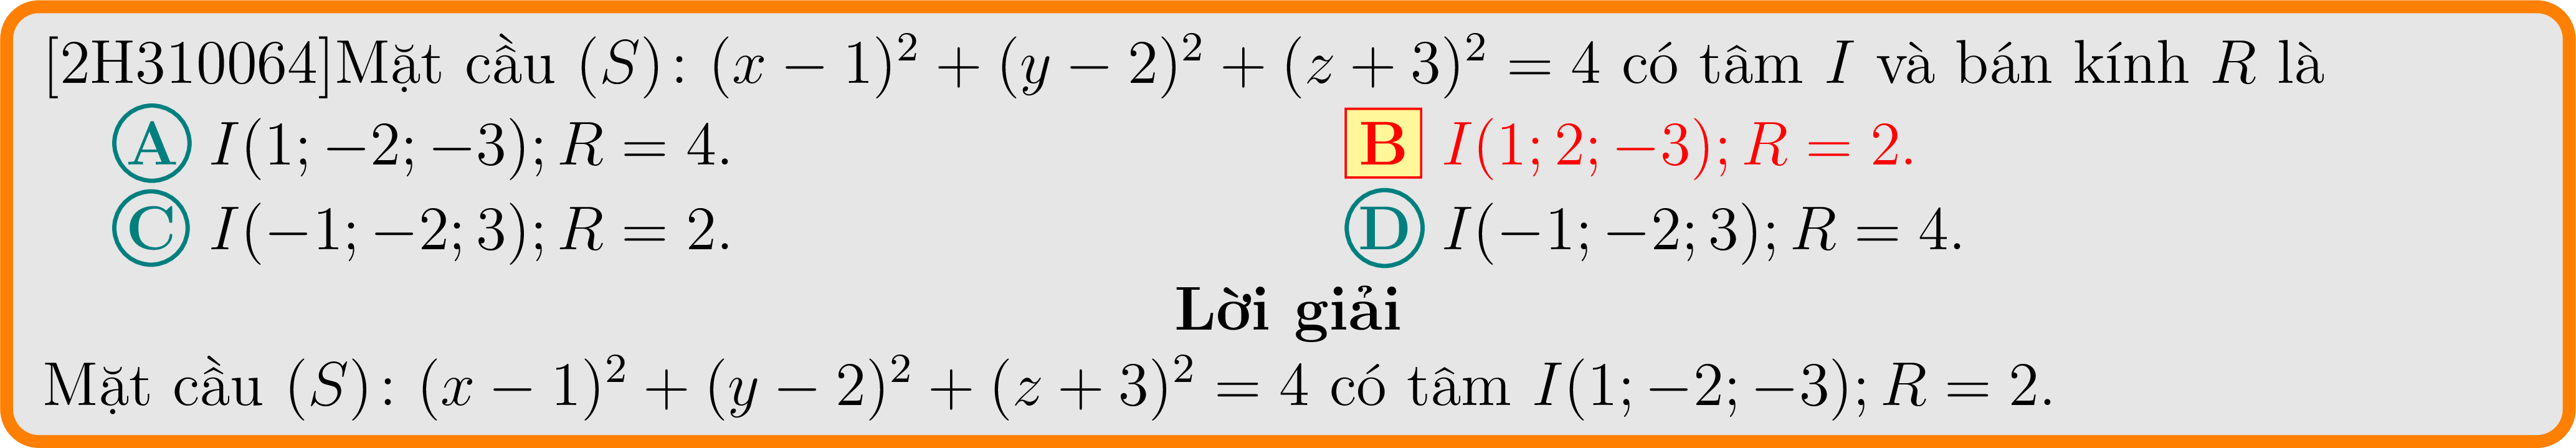 [2H310064]Mặt cầu (S): (x − 1)² + (y − 2)² + (z + 3)² = 4 có tâm I và bán kính R là
A I(1; −2; −3); R = 4. B I(1; 2; −3); R = 2.
C I(−1; −2; 3); R = 2. D I(−1; −2; 3); R = 4.
Lời giải
Mặt cầu (S): (x − 1)² + (y − 2)² + (z + 3)² = 4 có tâm I(1; −2; −3); R = 2.